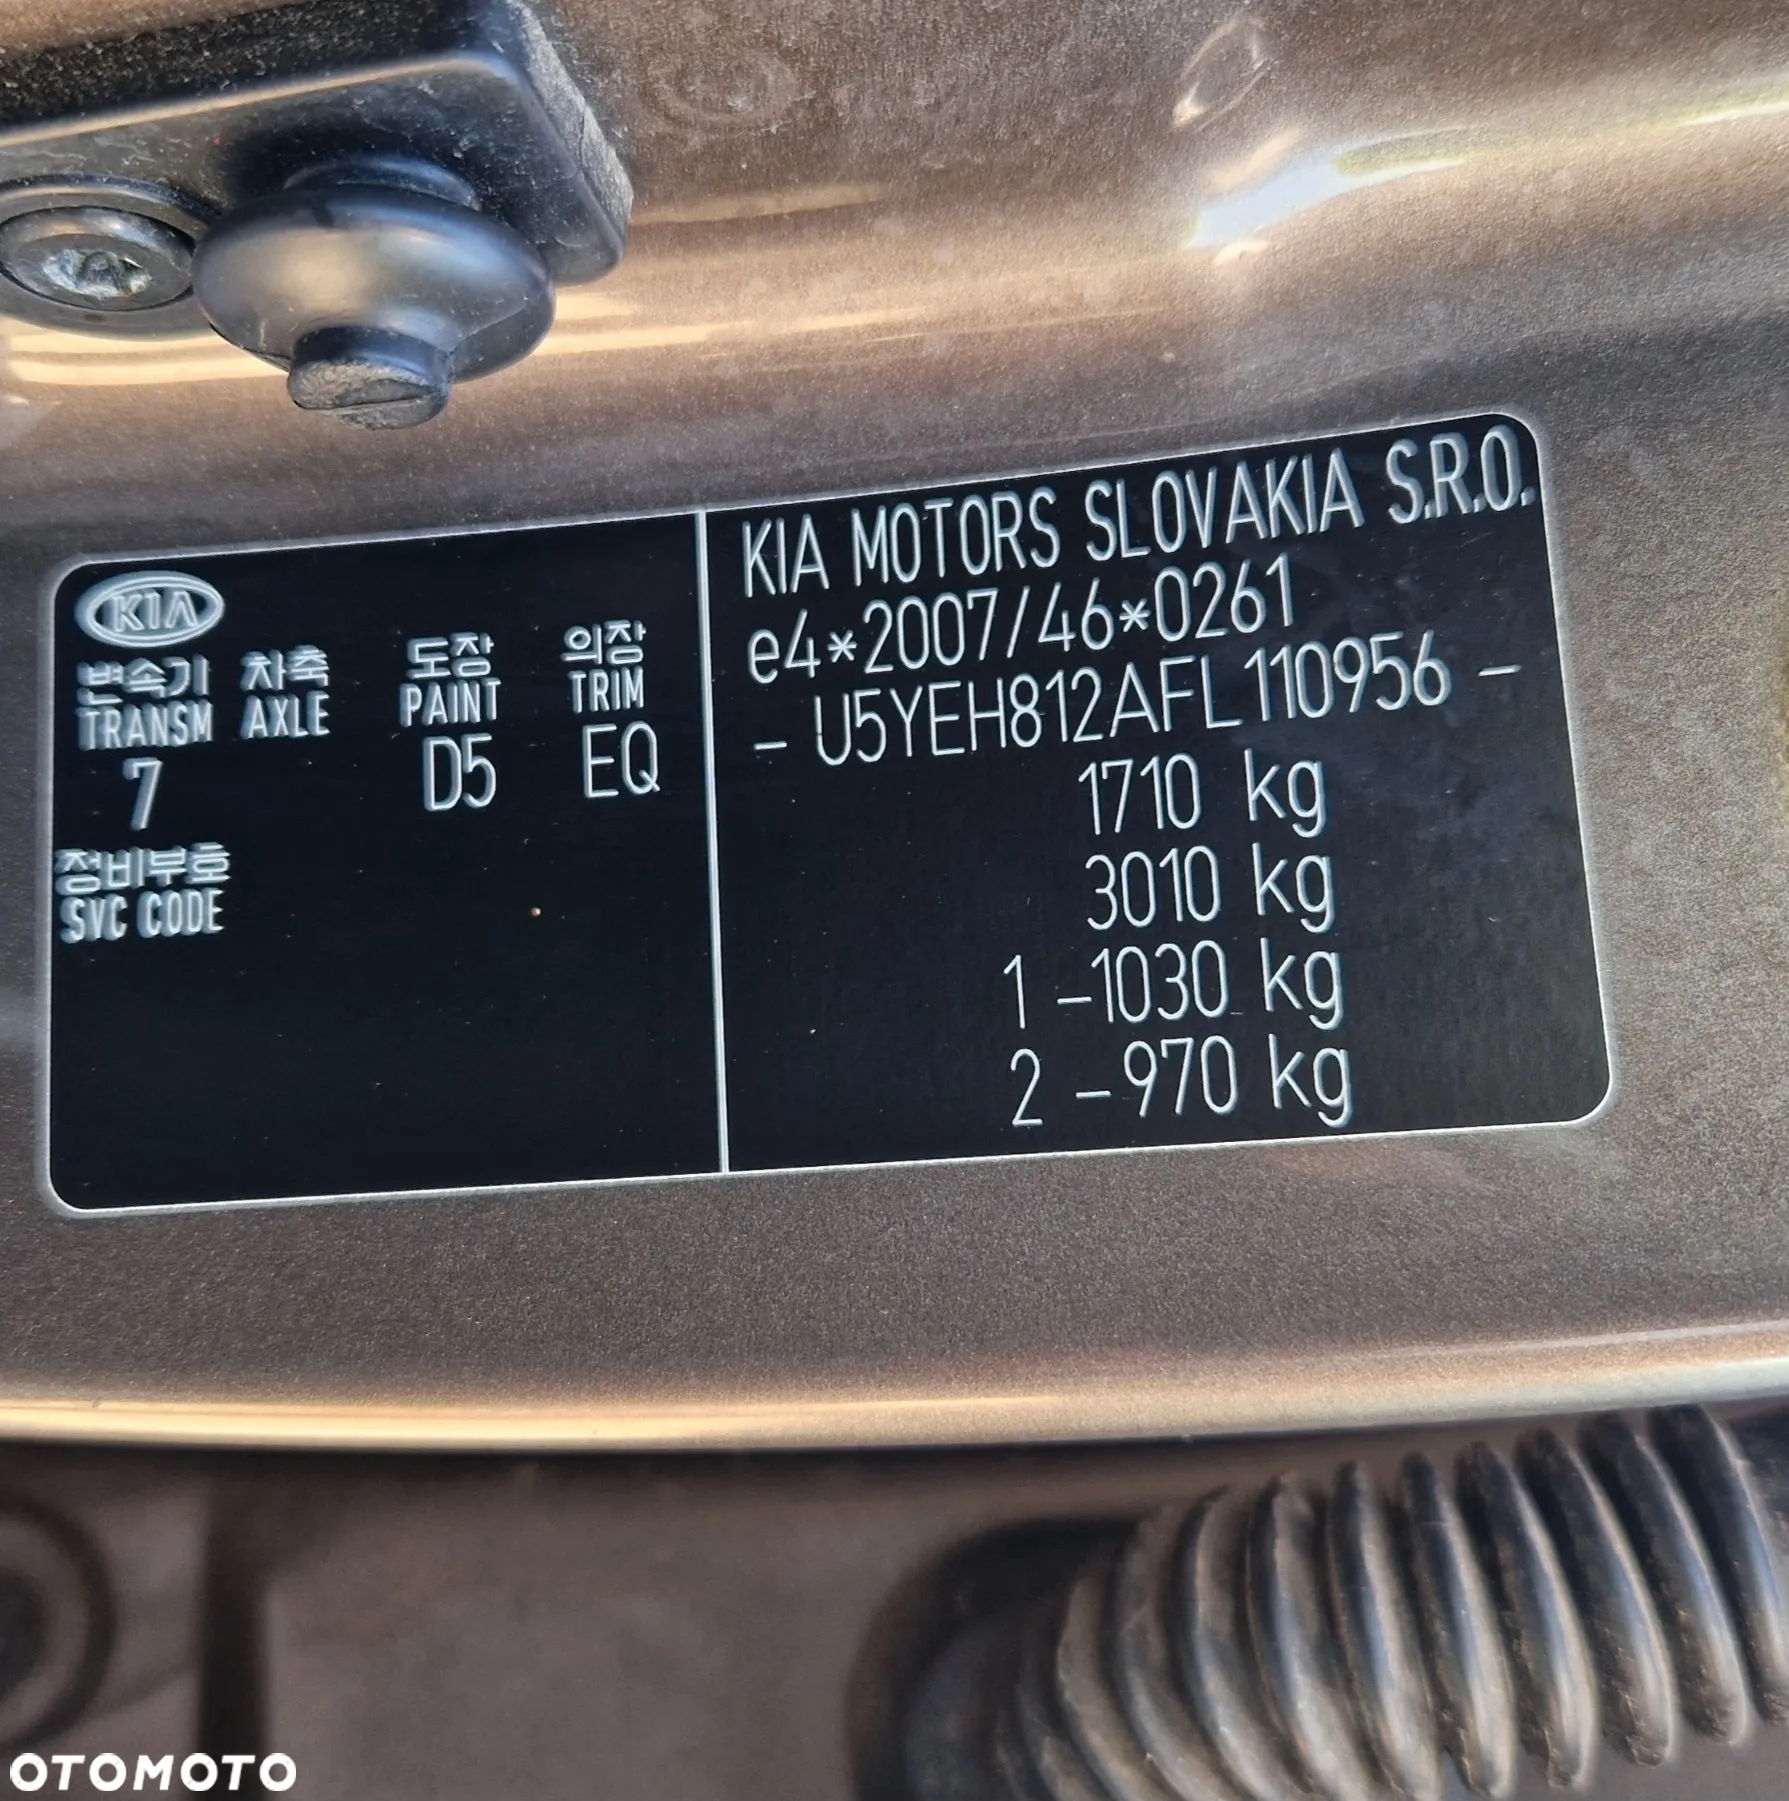 KIA
변속기 차축 도장 의장
TRANSM AXLE PAINT TRIM
7 D5 EQ
정비부호
SVC CODE
KIA MOTORS SLOVAKIA S.R.O.
e4*2007/46*0261
- U5YEH812AFL110956 -
1710 kg
3010 kg
1 -1030 kg
2 -970 kg
OTOMOTO